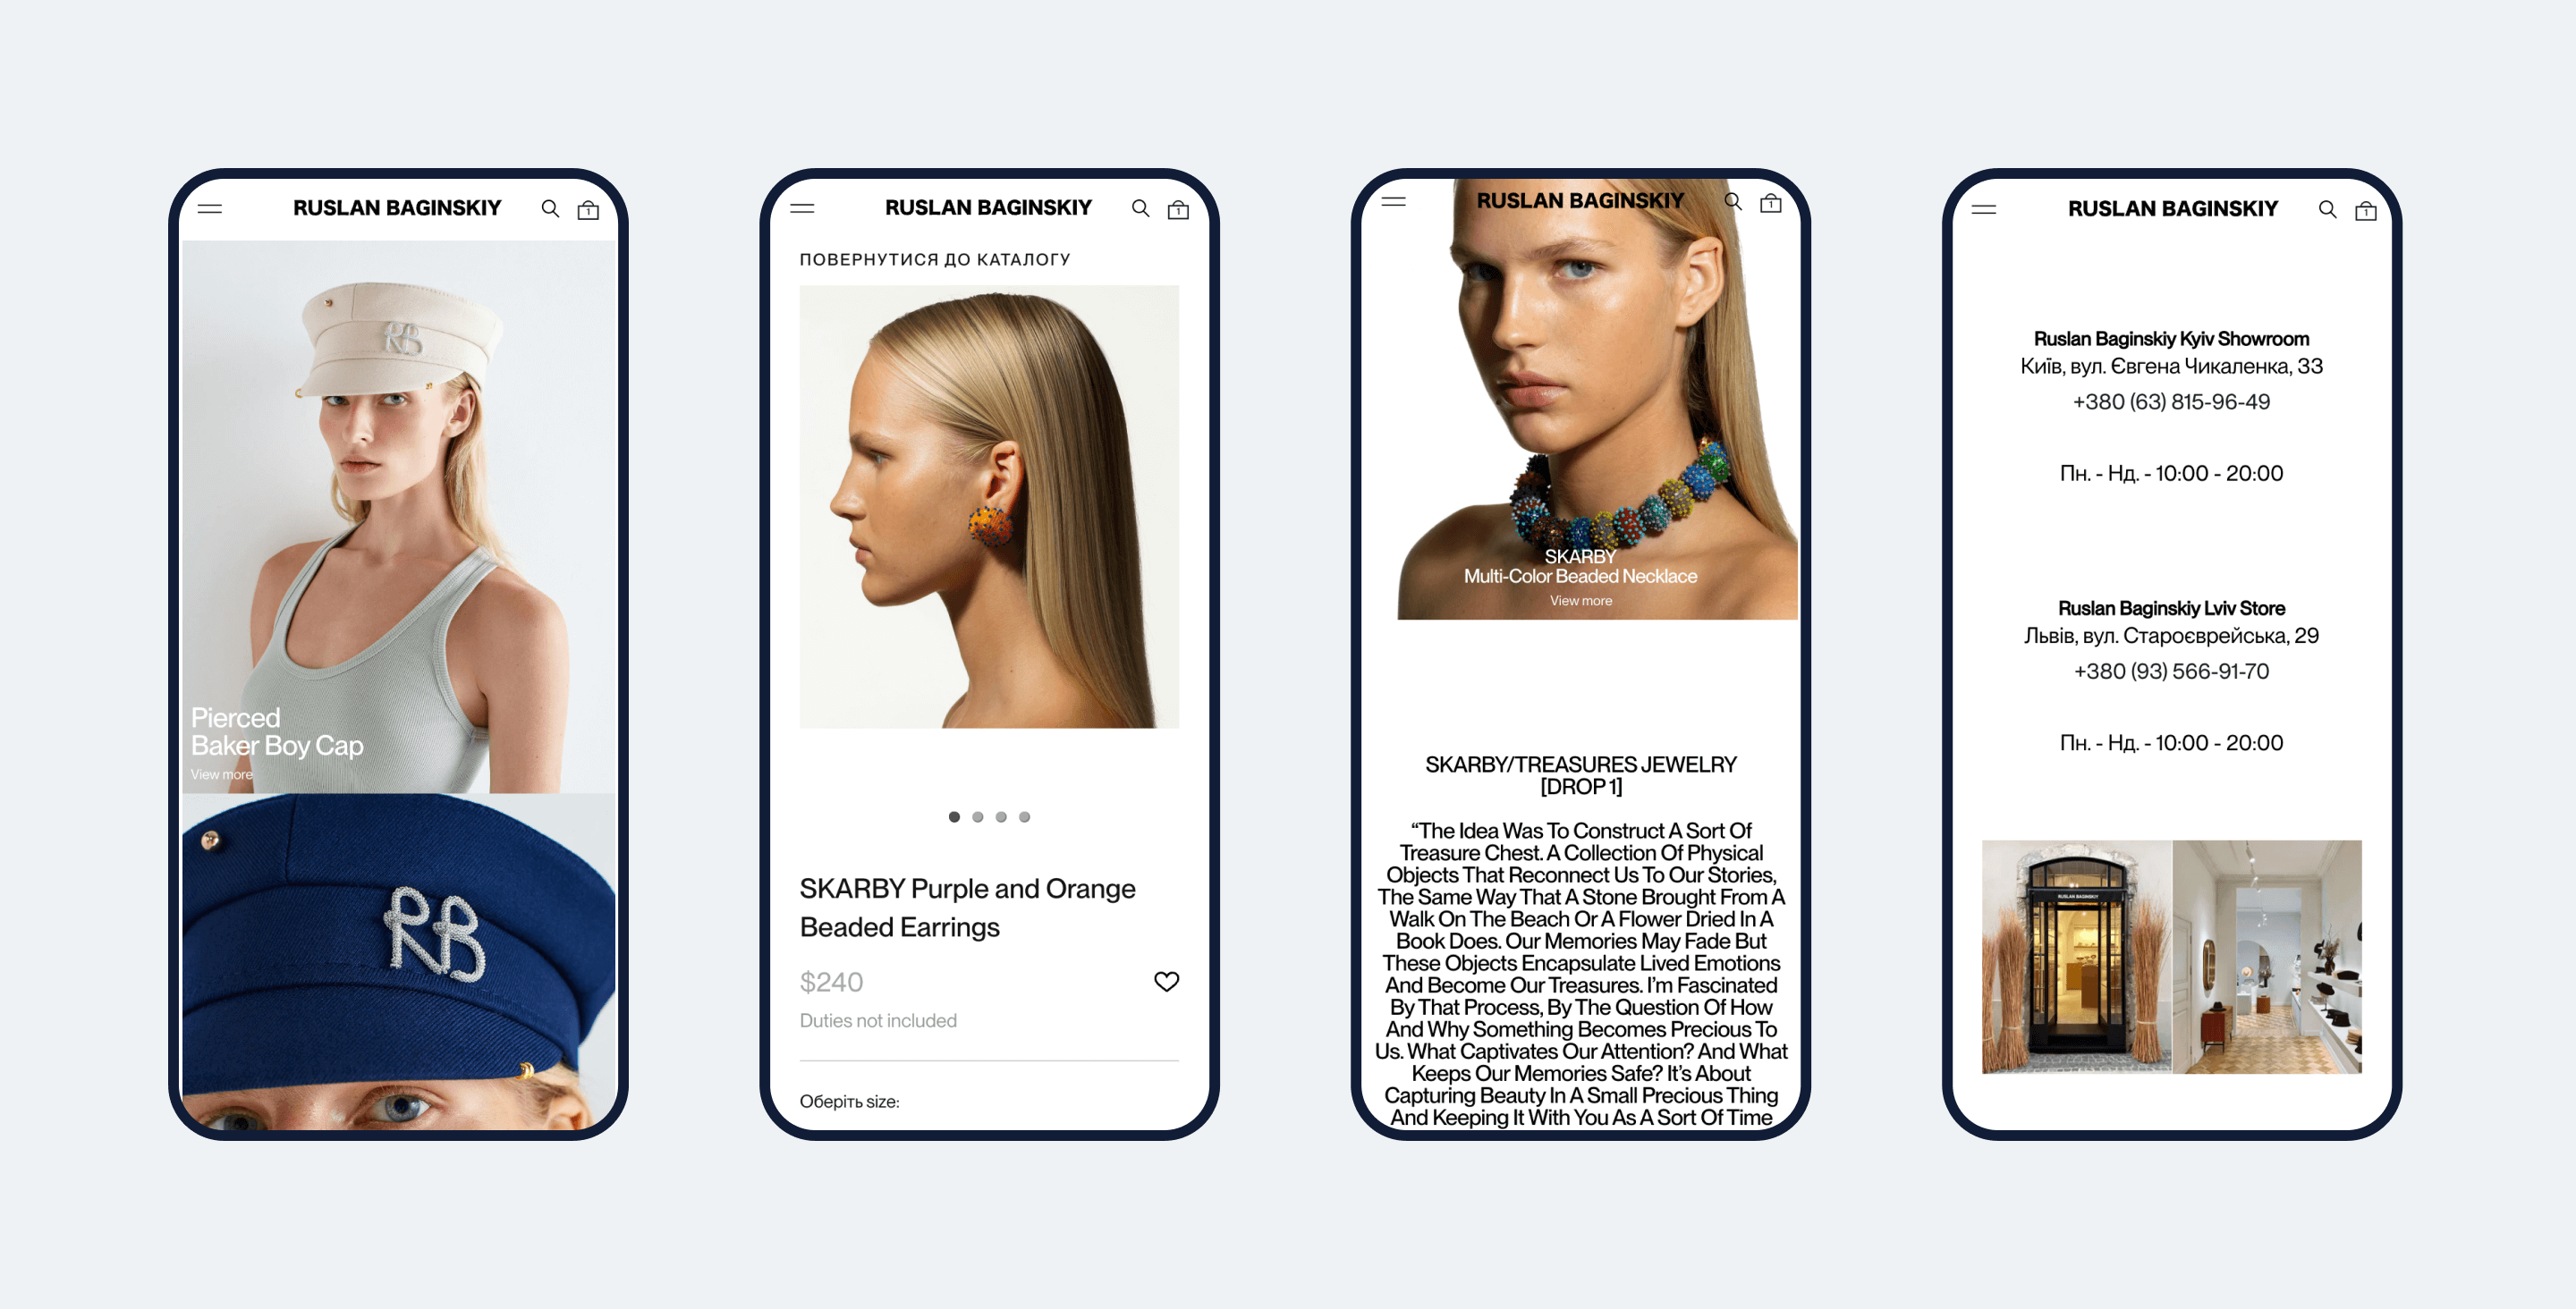 RUSLAN BAGINSKIY
1
Pierced
Baker Boy Cap
View more
RB
RB
RUSLAN BAGINSKIY
1
ПОВЕРНУТИСЯ ДО КАТАЛОГУ
SKARBY Purple and Orange
Beaded Earrings
$240
Duties not included
Оберіть size:
RUSLAN BAGINSKIY
1
SKARBY
Multi-Color Beaded Necklace
View more
SKARBY/TREASURES JEWELRY
[DROP 1]
“The Idea Was To Construct A Sort Of
Treasure Chest. A Collection Of Physical
Objects That Reconnect Us To Our Stories,
The Same Way That A Stone Brought From A
Walk On The Beach Or A Flower Dried In A
Book Does. Our Memories May Fade But
These Objects Encapsulate Lived Emotions
And Become Our Treasures. I’m Fascinated
By That Process, By The Question Of How
And Why Something Becomes Precious To
Us. What Captivates Our Attention? And What
Keeps Our Memories Safe? It’s About
Capturing Beauty In A Small Precious Thing
And Keeping It With You As A Sort Of Time
RUSLAN BAGINSKIY
1
Ruslan Baginskiy Kyiv Showroom
Київ, вул. Євгена Чикаленка, 33
+380 (63) 815-96-49
Пн. - Нд. - 10:00 - 20:00
Ruslan Baginskiy Lviv Store
Львів, вул. Староєврейська, 29
+380 (93) 566-91-70
Пн. - Нд. - 10:00 - 20:00
RUSLAN BAGINSKIY